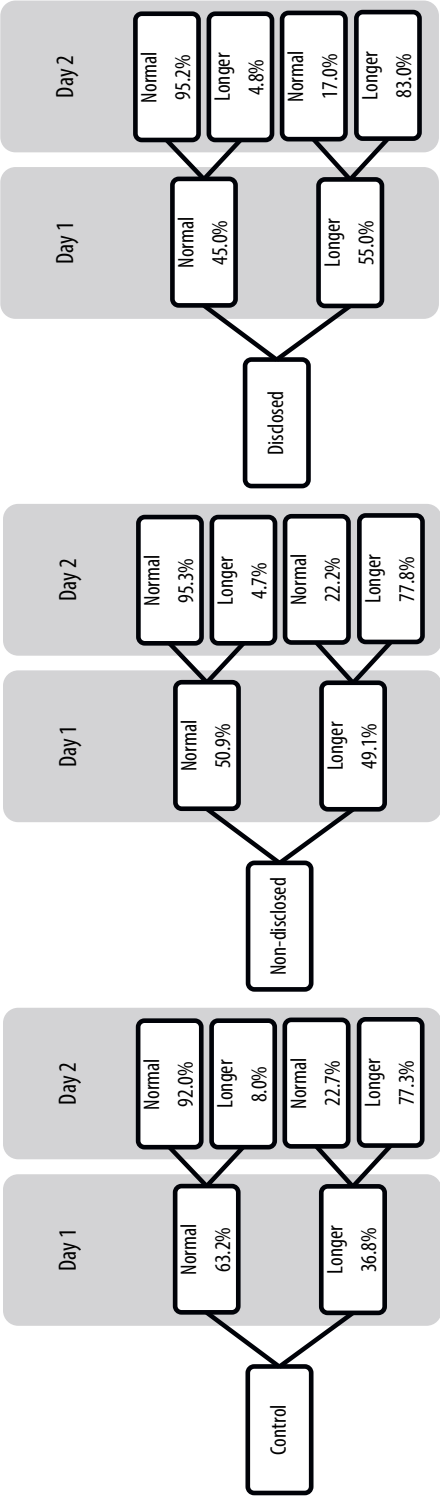 Control
Day 1
Normal
63.2%
Longer
36.8%
Day 2
Normal
92.0%
Longer
8.0%
Normal
22.7%
Longer
77.3%
Non-disclosed
Day 1
Normal
50.9%
Longer
49.1%
Day 2
Normal
95.3%
Longer
4.7%
Normal
22.2%
Longer
77.8%
Disclosed
Day 1
Normal
45.0%
Longer
55.0%
Day 2
Normal
95.2%
Longer
4.8%
Normal
17.0%
Longer
83.0%